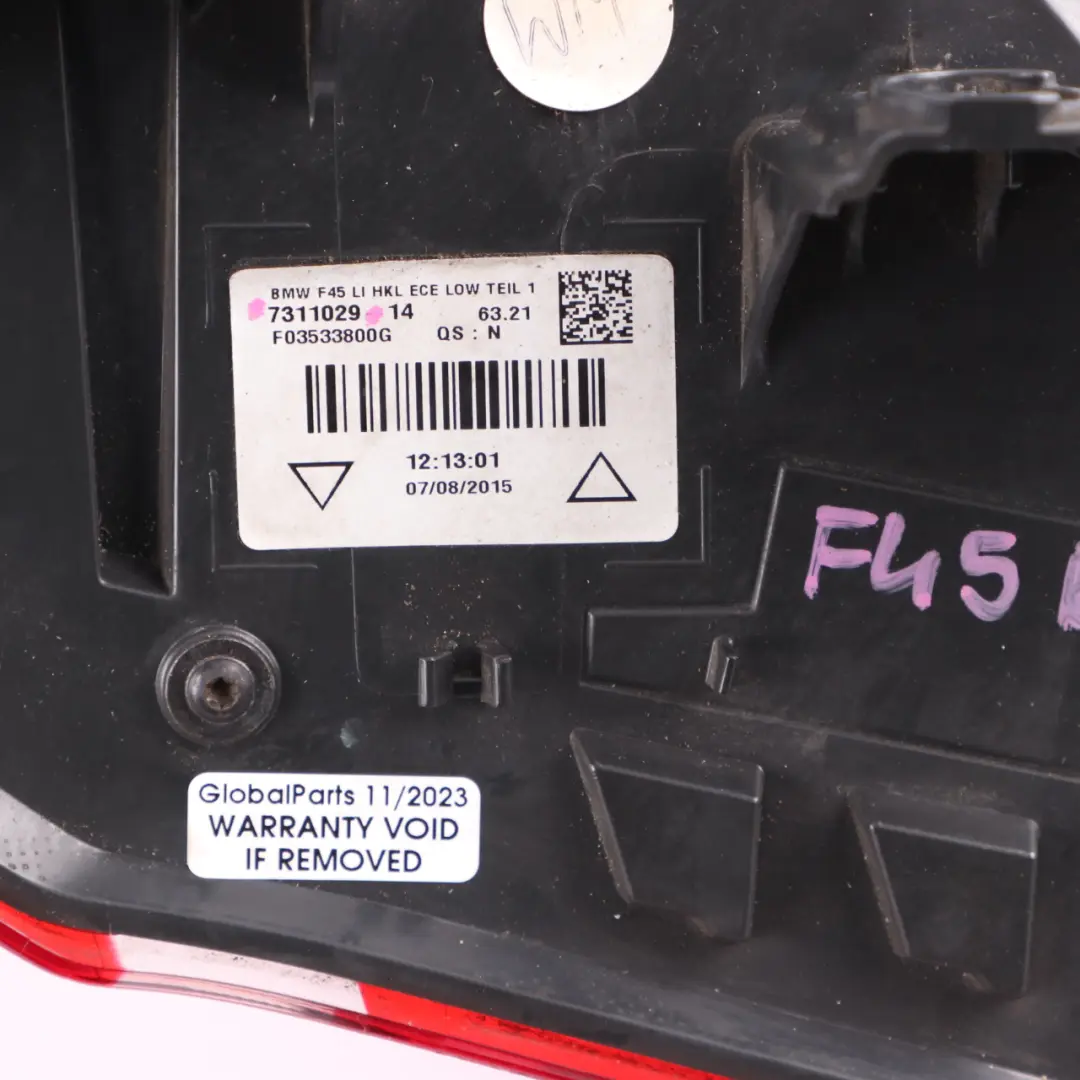 BMW F45 LI HKL ECE LOW TEIL 1
7311029 14 63.21
F03533800G QS : N
12:13:01
07/08/2015
F45
GlobalParts 11/2023
WARRANTY VOID
IF REMOVED